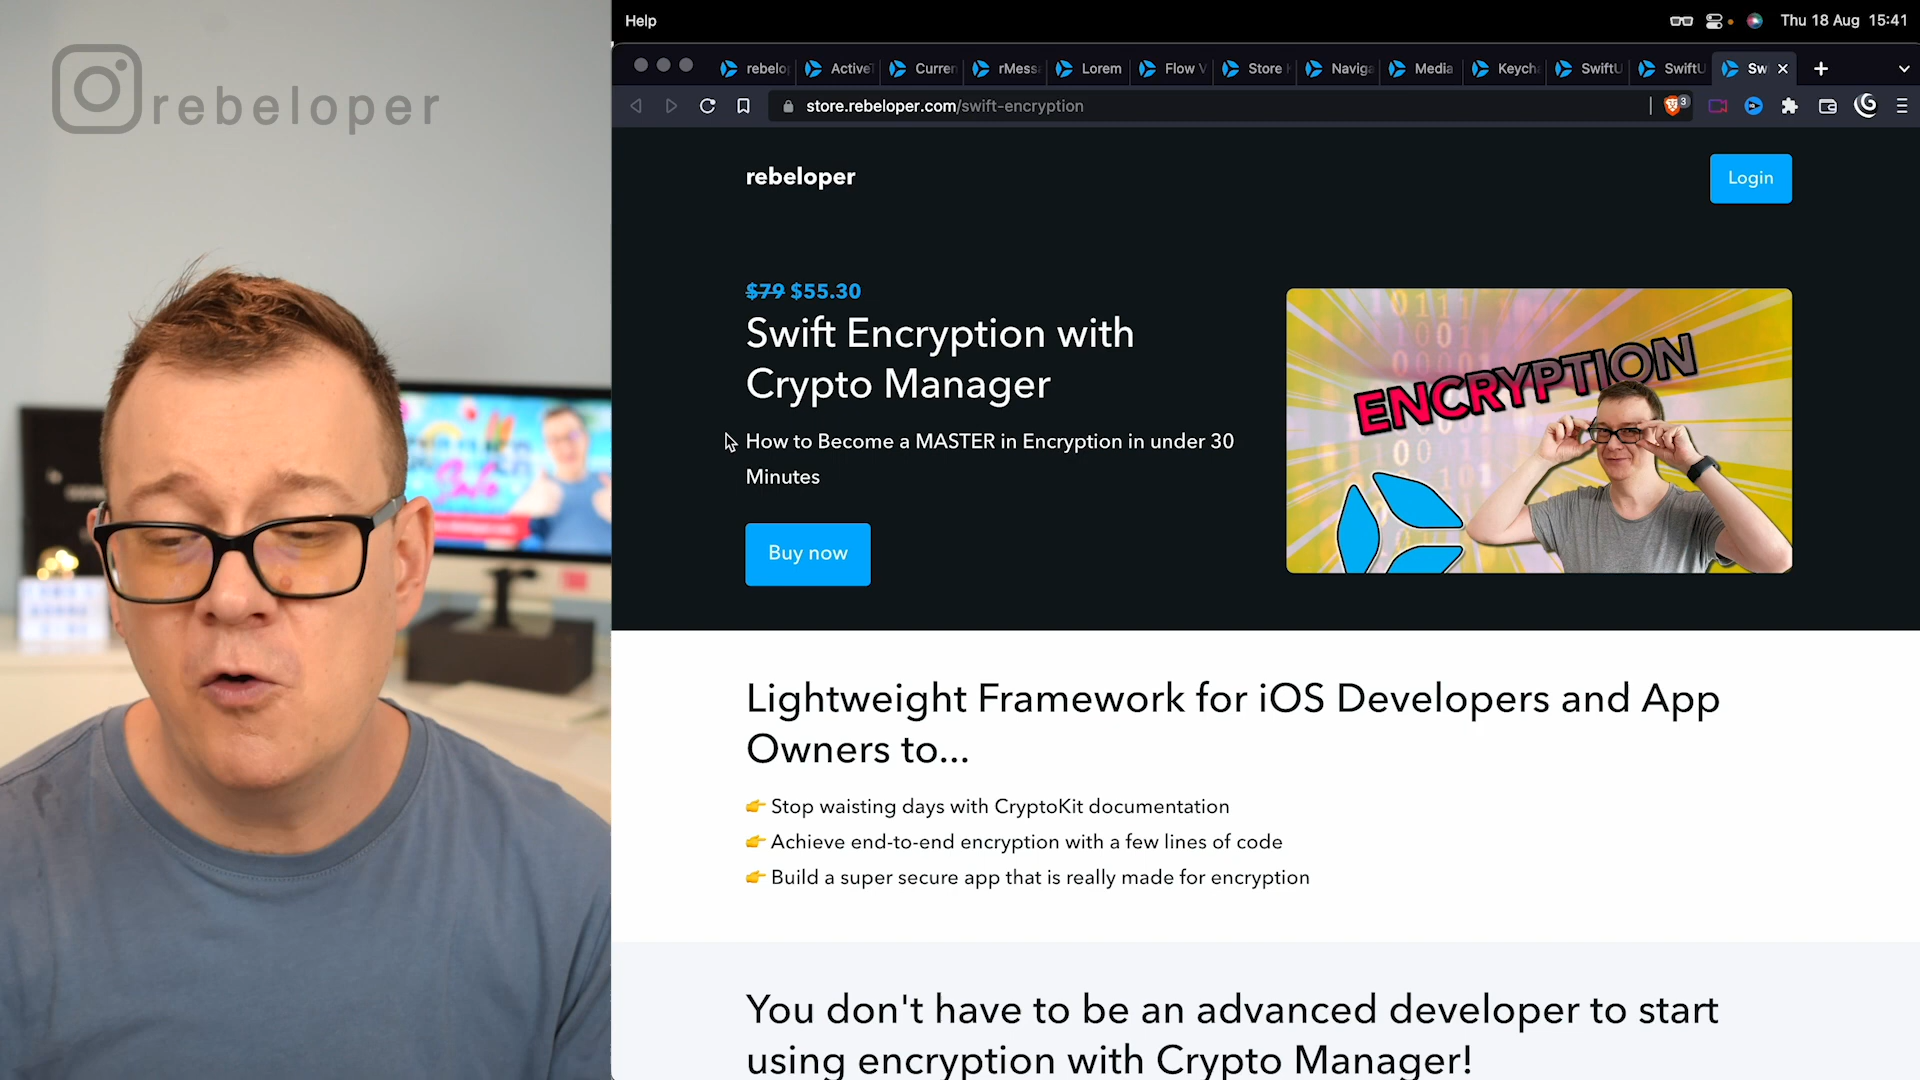 rebeloper
Help
Thu 18 Aug 15:41
rebelo
Active
Curren
rMess
Lorem
Flow V
Store
Naviga
Media
Keych
SwiftU
SwiftU
Sw
store.rebeloper.com/swift-encryption
3
rebeloper
Login
$79 $55.30
Swift Encryption with
Crypto Manager
How to Become a MASTER in Encryption in under 30
Minutes
Buy now
ENCRYPTION
Lightweight Framework for iOS Developers and App
Owners to...
👉 Stop waisting days with CryptoKit documentation
👉 Achieve end-to-end encryption with a few lines of code
👉 Build a super secure app that is really made for encryption
You don't have to be an advanced developer to start
using encryption with Crypto Manager!